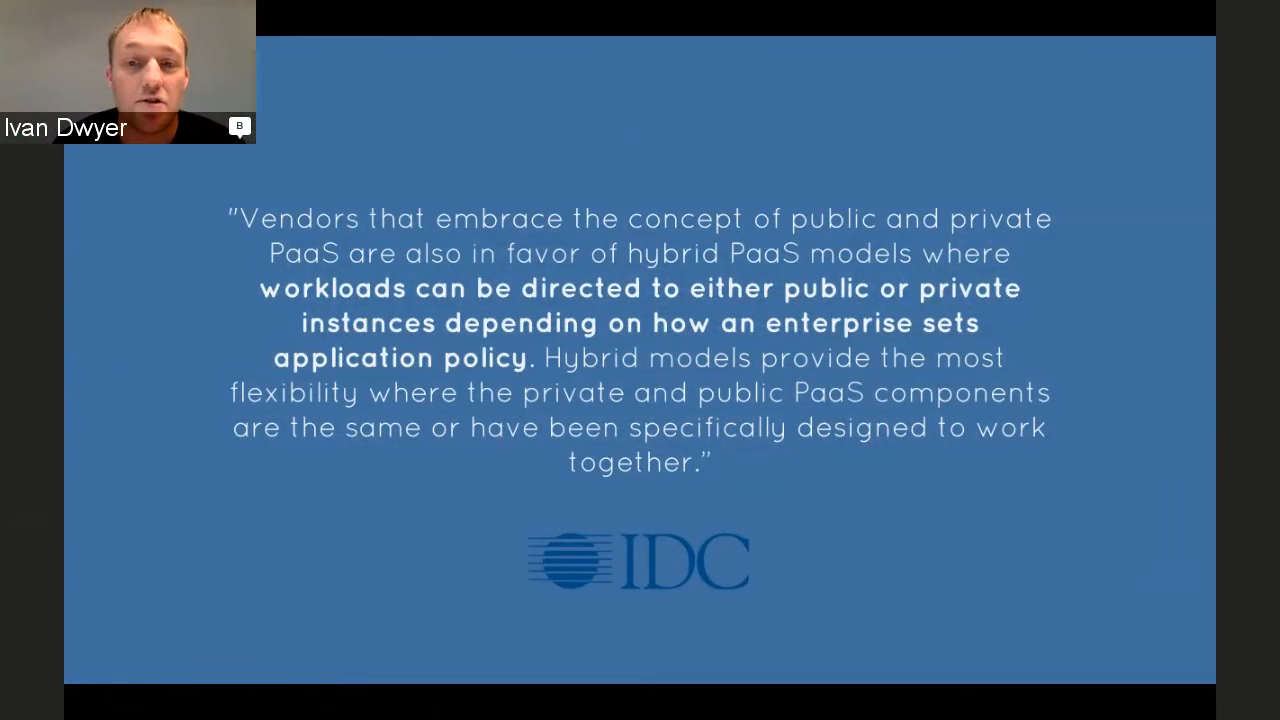 Ivan Dwyer
B
"Vendors that embrace the concept of public and private
PaaS are also in favor of hybrid PaaS models where
workloads can be directed to either public or private
instances depending on how an enterprise sets
application policy. Hybrid models provide the most
flexibility where the private and public PaaS components
are the same or have been specifically designed to work
together.”
IDC